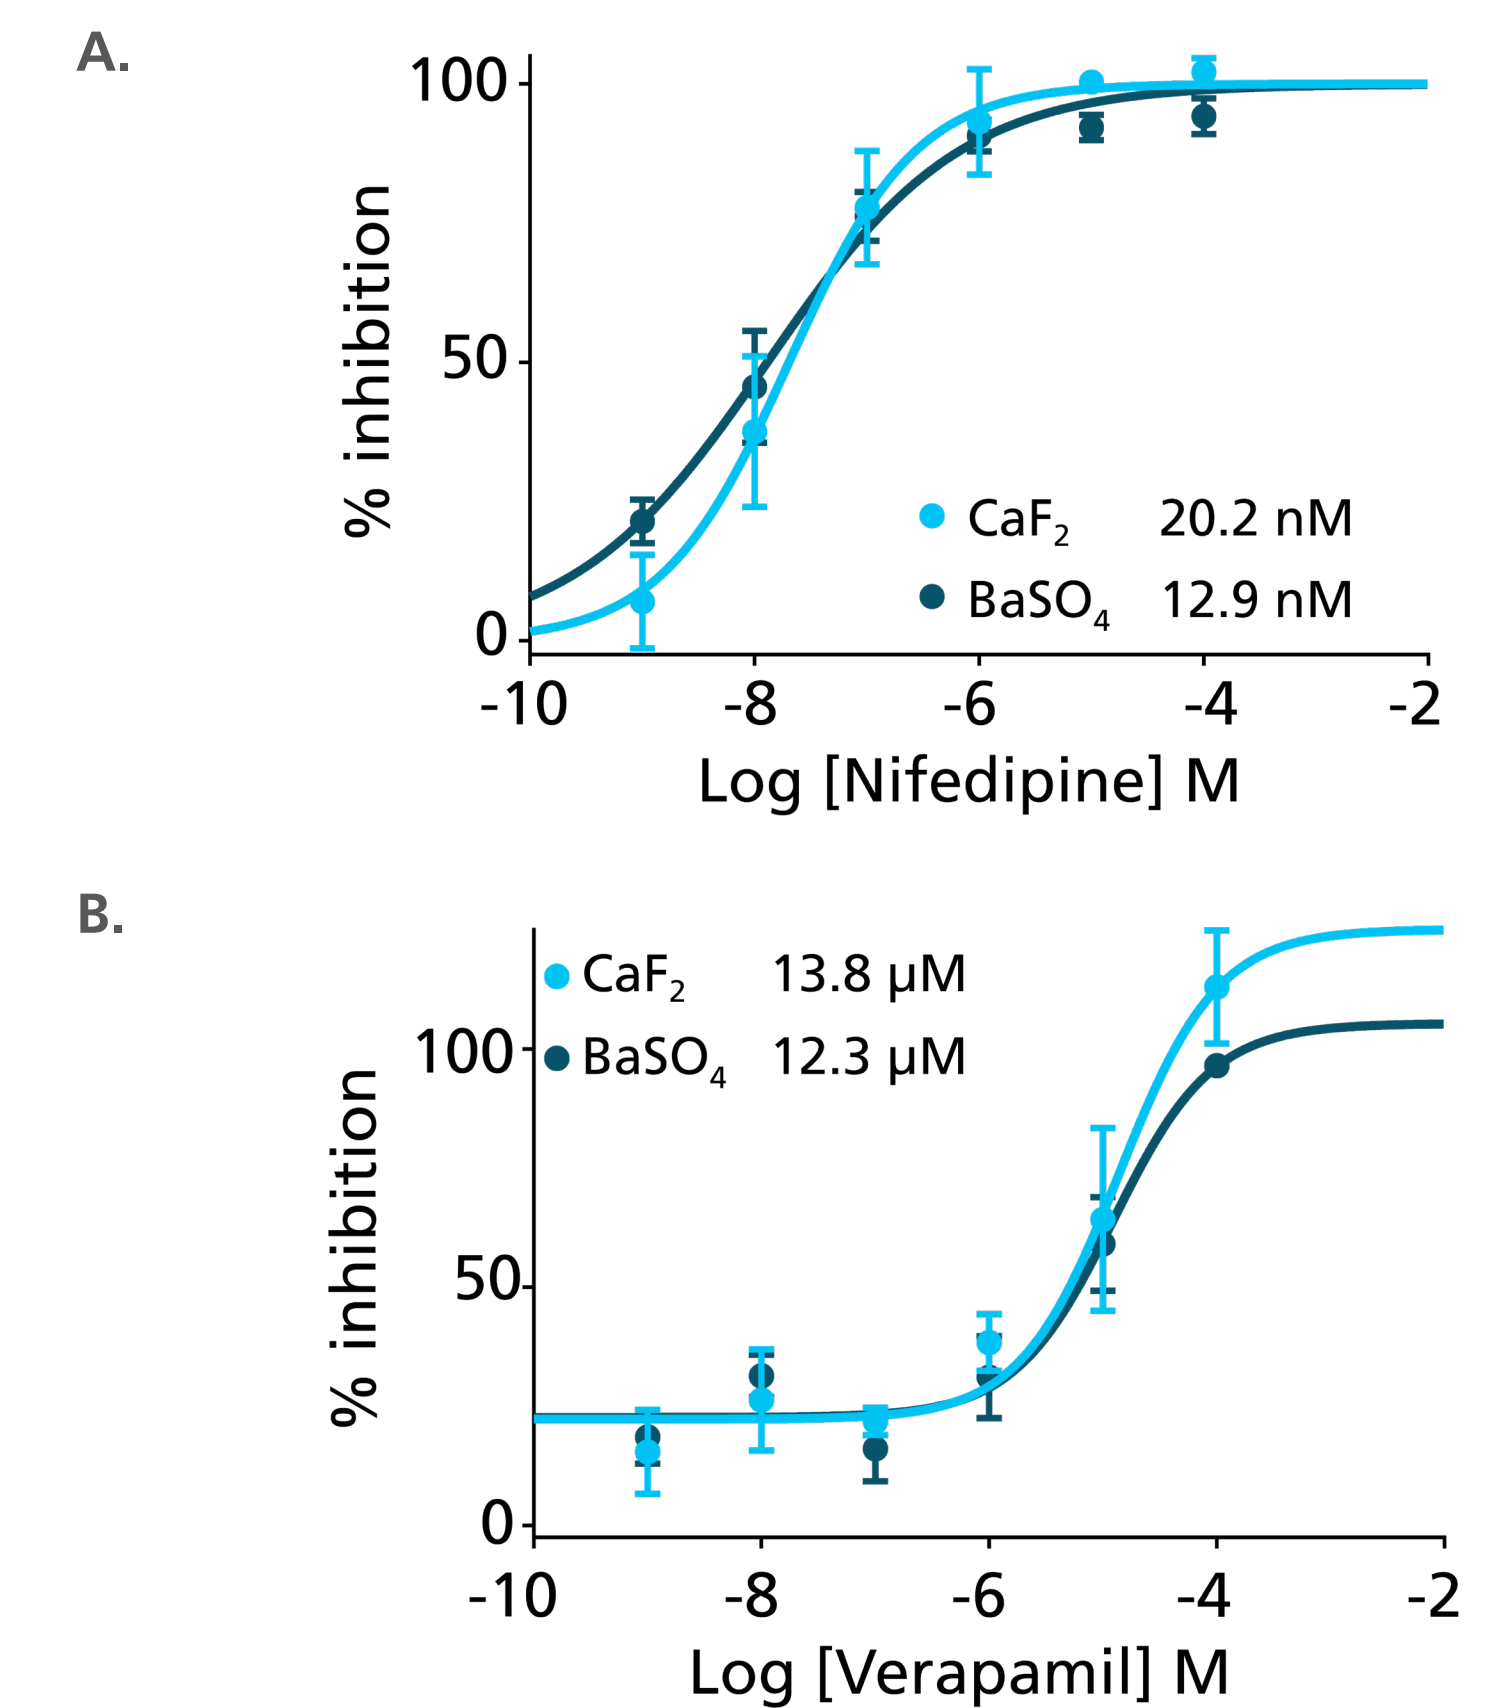 A.
100
50
0
% inhibition
CaF₂ 20.2 nM
BaSO₄ 12.9 nM
-10 -8 -6 -4 -2
Log [Nifedipine] M
B.
CaF₂ 13.8 µM
BaSO₄ 12.3 µM
100
50
0
% inhibition
-10 -8 -6 -4 -2
Log [Verapamil] M